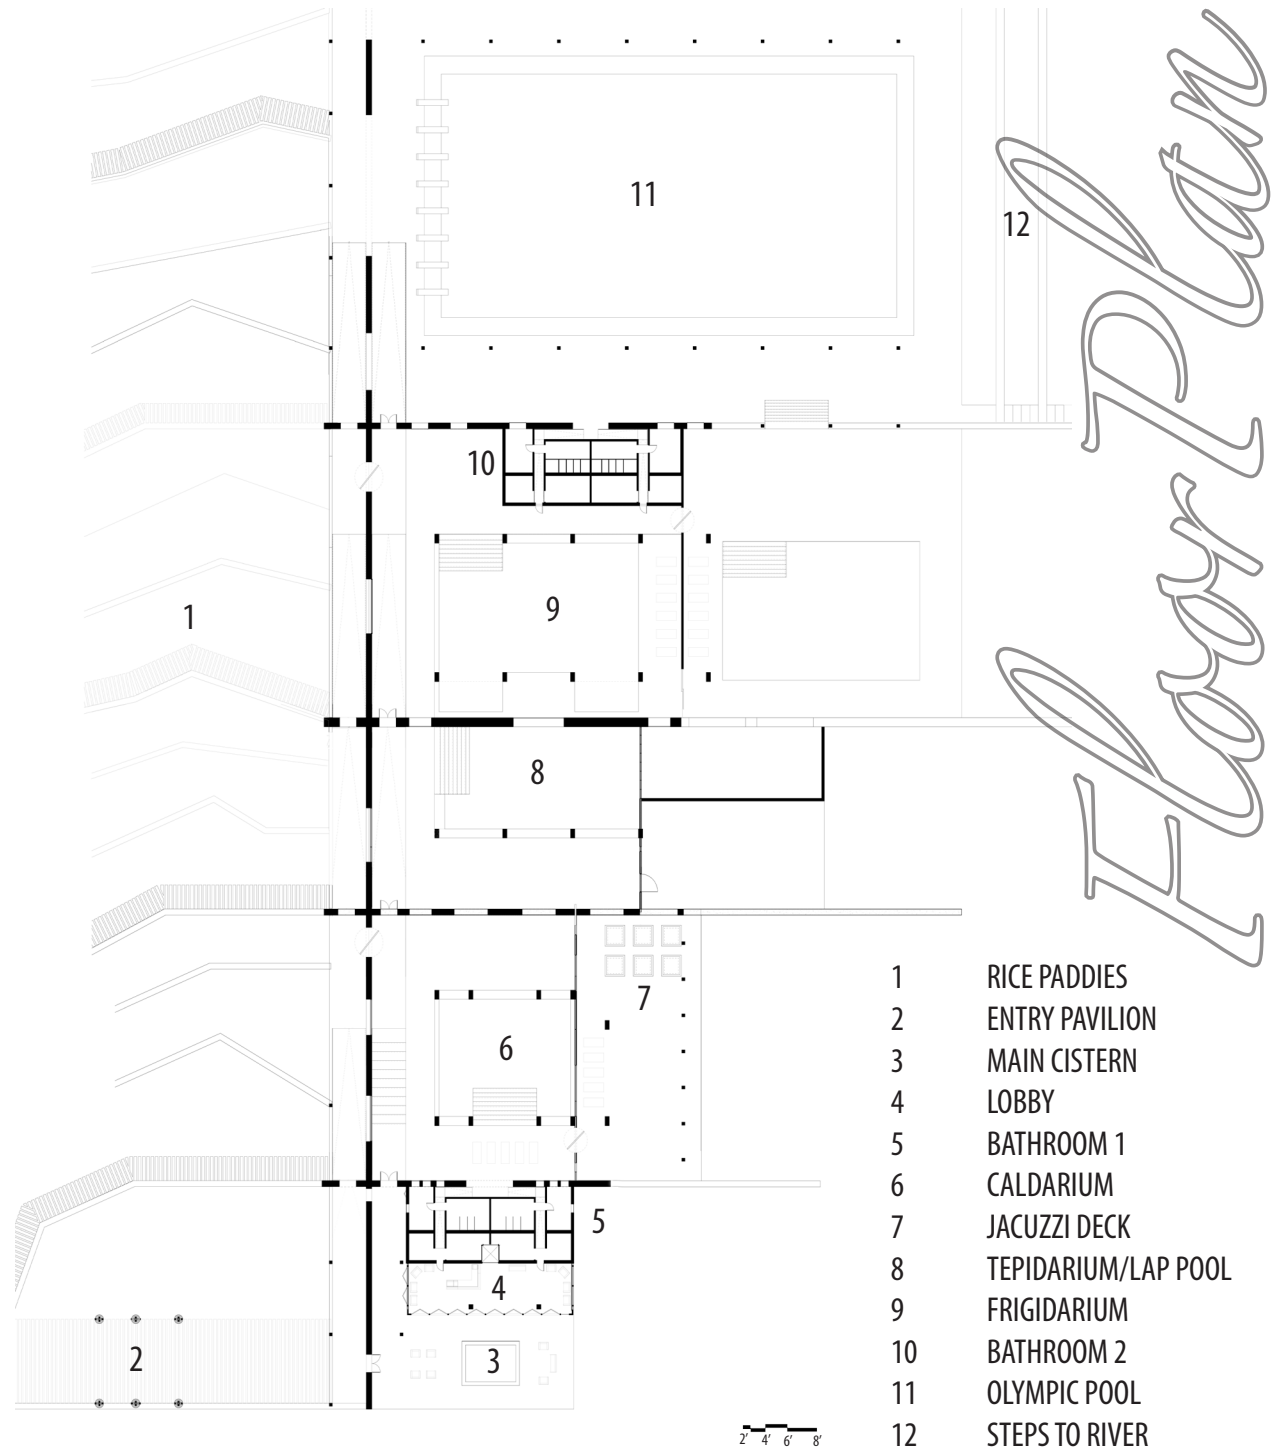 Floor Plan
11
12
10
9
1
8
7
6
5
4
3
2
1 RICE PADDIES
2 ENTRY PAVILION
3 MAIN CISTERN
4 LOBBY
5 BATHROOM 1
6 CALDARIUM
7 JACUZZI DECK
8 TEPIDARIUM/LAP POOL
9 FRIGIDARIUM
10 BATHROOM 2
11 OLYMPIC POOL
12 STEPS TO RIVER
2' 4' 6' 8'